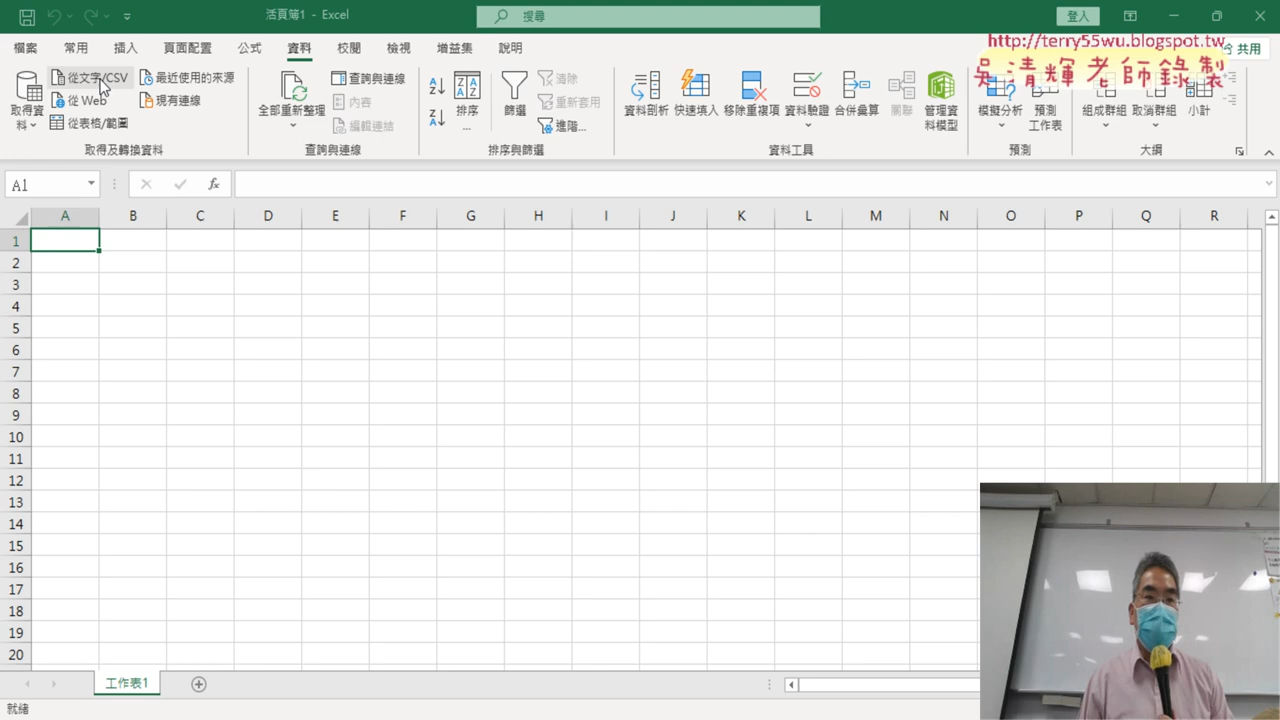 活頁簿1 - Excel
搜尋
登入
檔案 常用 插入 頁面配置 公式 資料 校閱 檢視 增益集 說明
http://terry55wu.blogspot.tw
共用
吳清輝老師錄製
取得資料
從文字/CSV
從 Web
從表格/範圍
最近使用的來源
現有連線
取得及轉換資料
全部重新整理
查詢與連線
內容
編輯連結
查詢與連線
排序...
篩選
清除
重新套用
進階...
排序與篩選
資料剖析 快速填入 移除重複項 資料驗證 合併彙算 關聯
管理資料模型
資料工具
模擬分析
預測工作表
預測
組成群組 取消群組 小計
大綱
A1
fx
A B C D E F G H I J K L M N O P Q R
1
2
3
4
5
6
7
8
9
10
11
12
13
14
15
16
17
18
19
20
工作表1
就緒